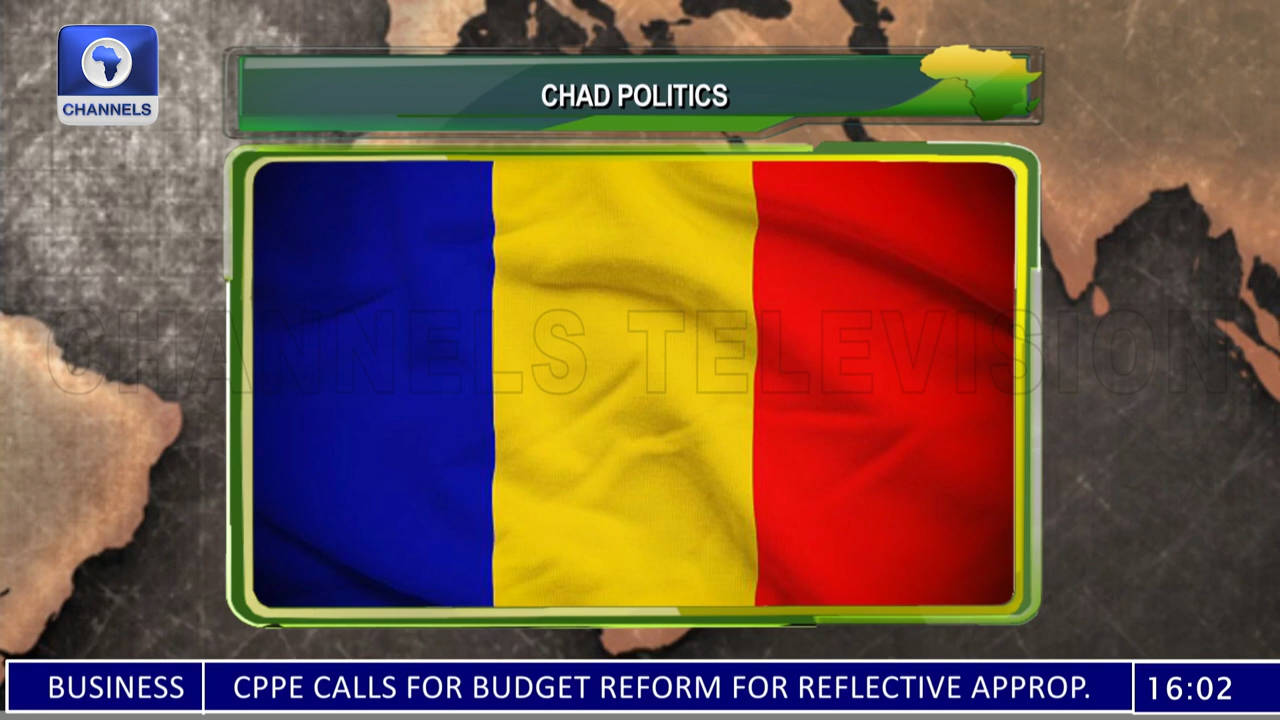 CHANNELS
CHAD POLITICS
CHANNELS TELEVISION
BUSINESS
CPPE CALLS FOR BUDGET REFORM FOR REFLECTIVE APPROP.
16:02